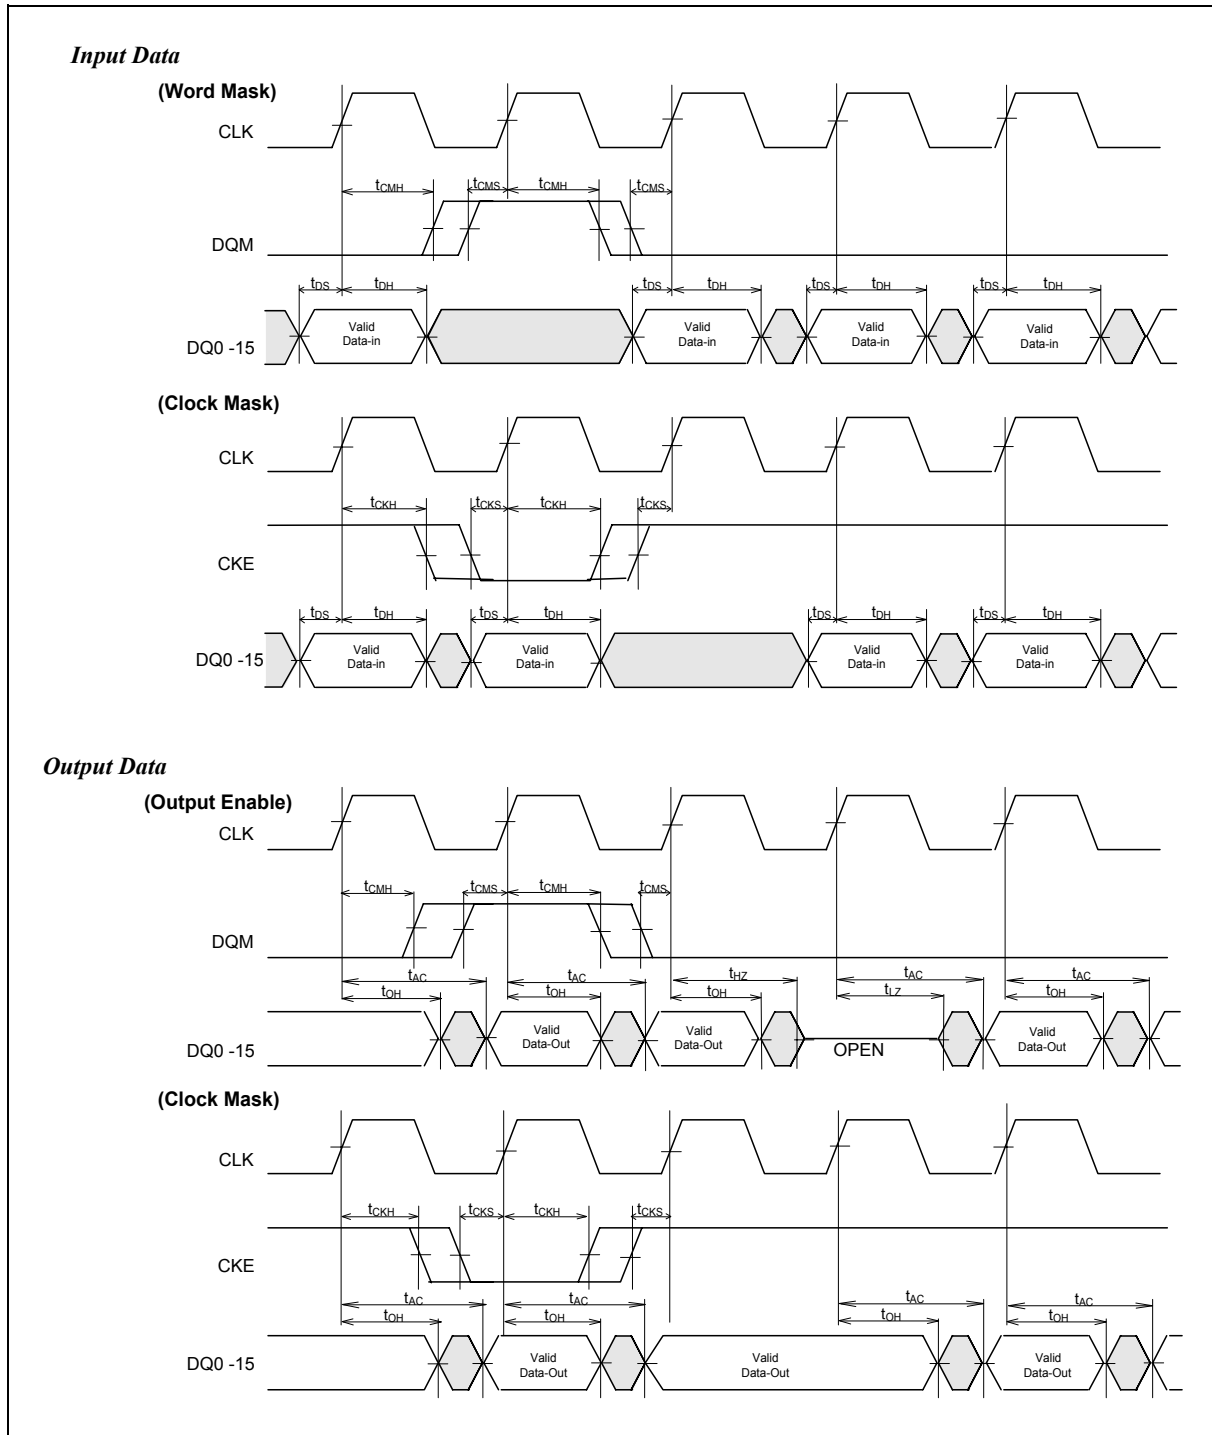 Input Data
(Word Mask)
CLK
tCMH tCMS tCMH tCMS
DQM
tDS tDH tDS tDH tDS tDH tDS tDH
DQ0 -15
Valid Data-in
Valid Data-in
Valid Data-in
Valid Data-in
(Clock Mask)
CLK
tCKH tCKS tCKH tCKS
CKE
tDS tDH tDS tDH tDS tDH tDS tDH
DQ0 -15
Valid Data-in
Valid Data-in
Valid Data-in
Valid Data-in
Output Data
(Output Enable)
CLK
tCMH tCMS tCMH tCMS
DQM
tAC tAC tHZ tAC tAC
tOH tOH tOH tLZ tOH
DQ0 -15
Valid Data-Out
Valid Data-Out
OPEN
Valid Data-Out
(Clock Mask)
CLK
tCKH tCKS tCKH tCKS
CKE
tAC tAC tAC tAC
tOH tOH tOH tOH
DQ0 -15
Valid Data-Out
Valid Data-Out
Valid Data-Out